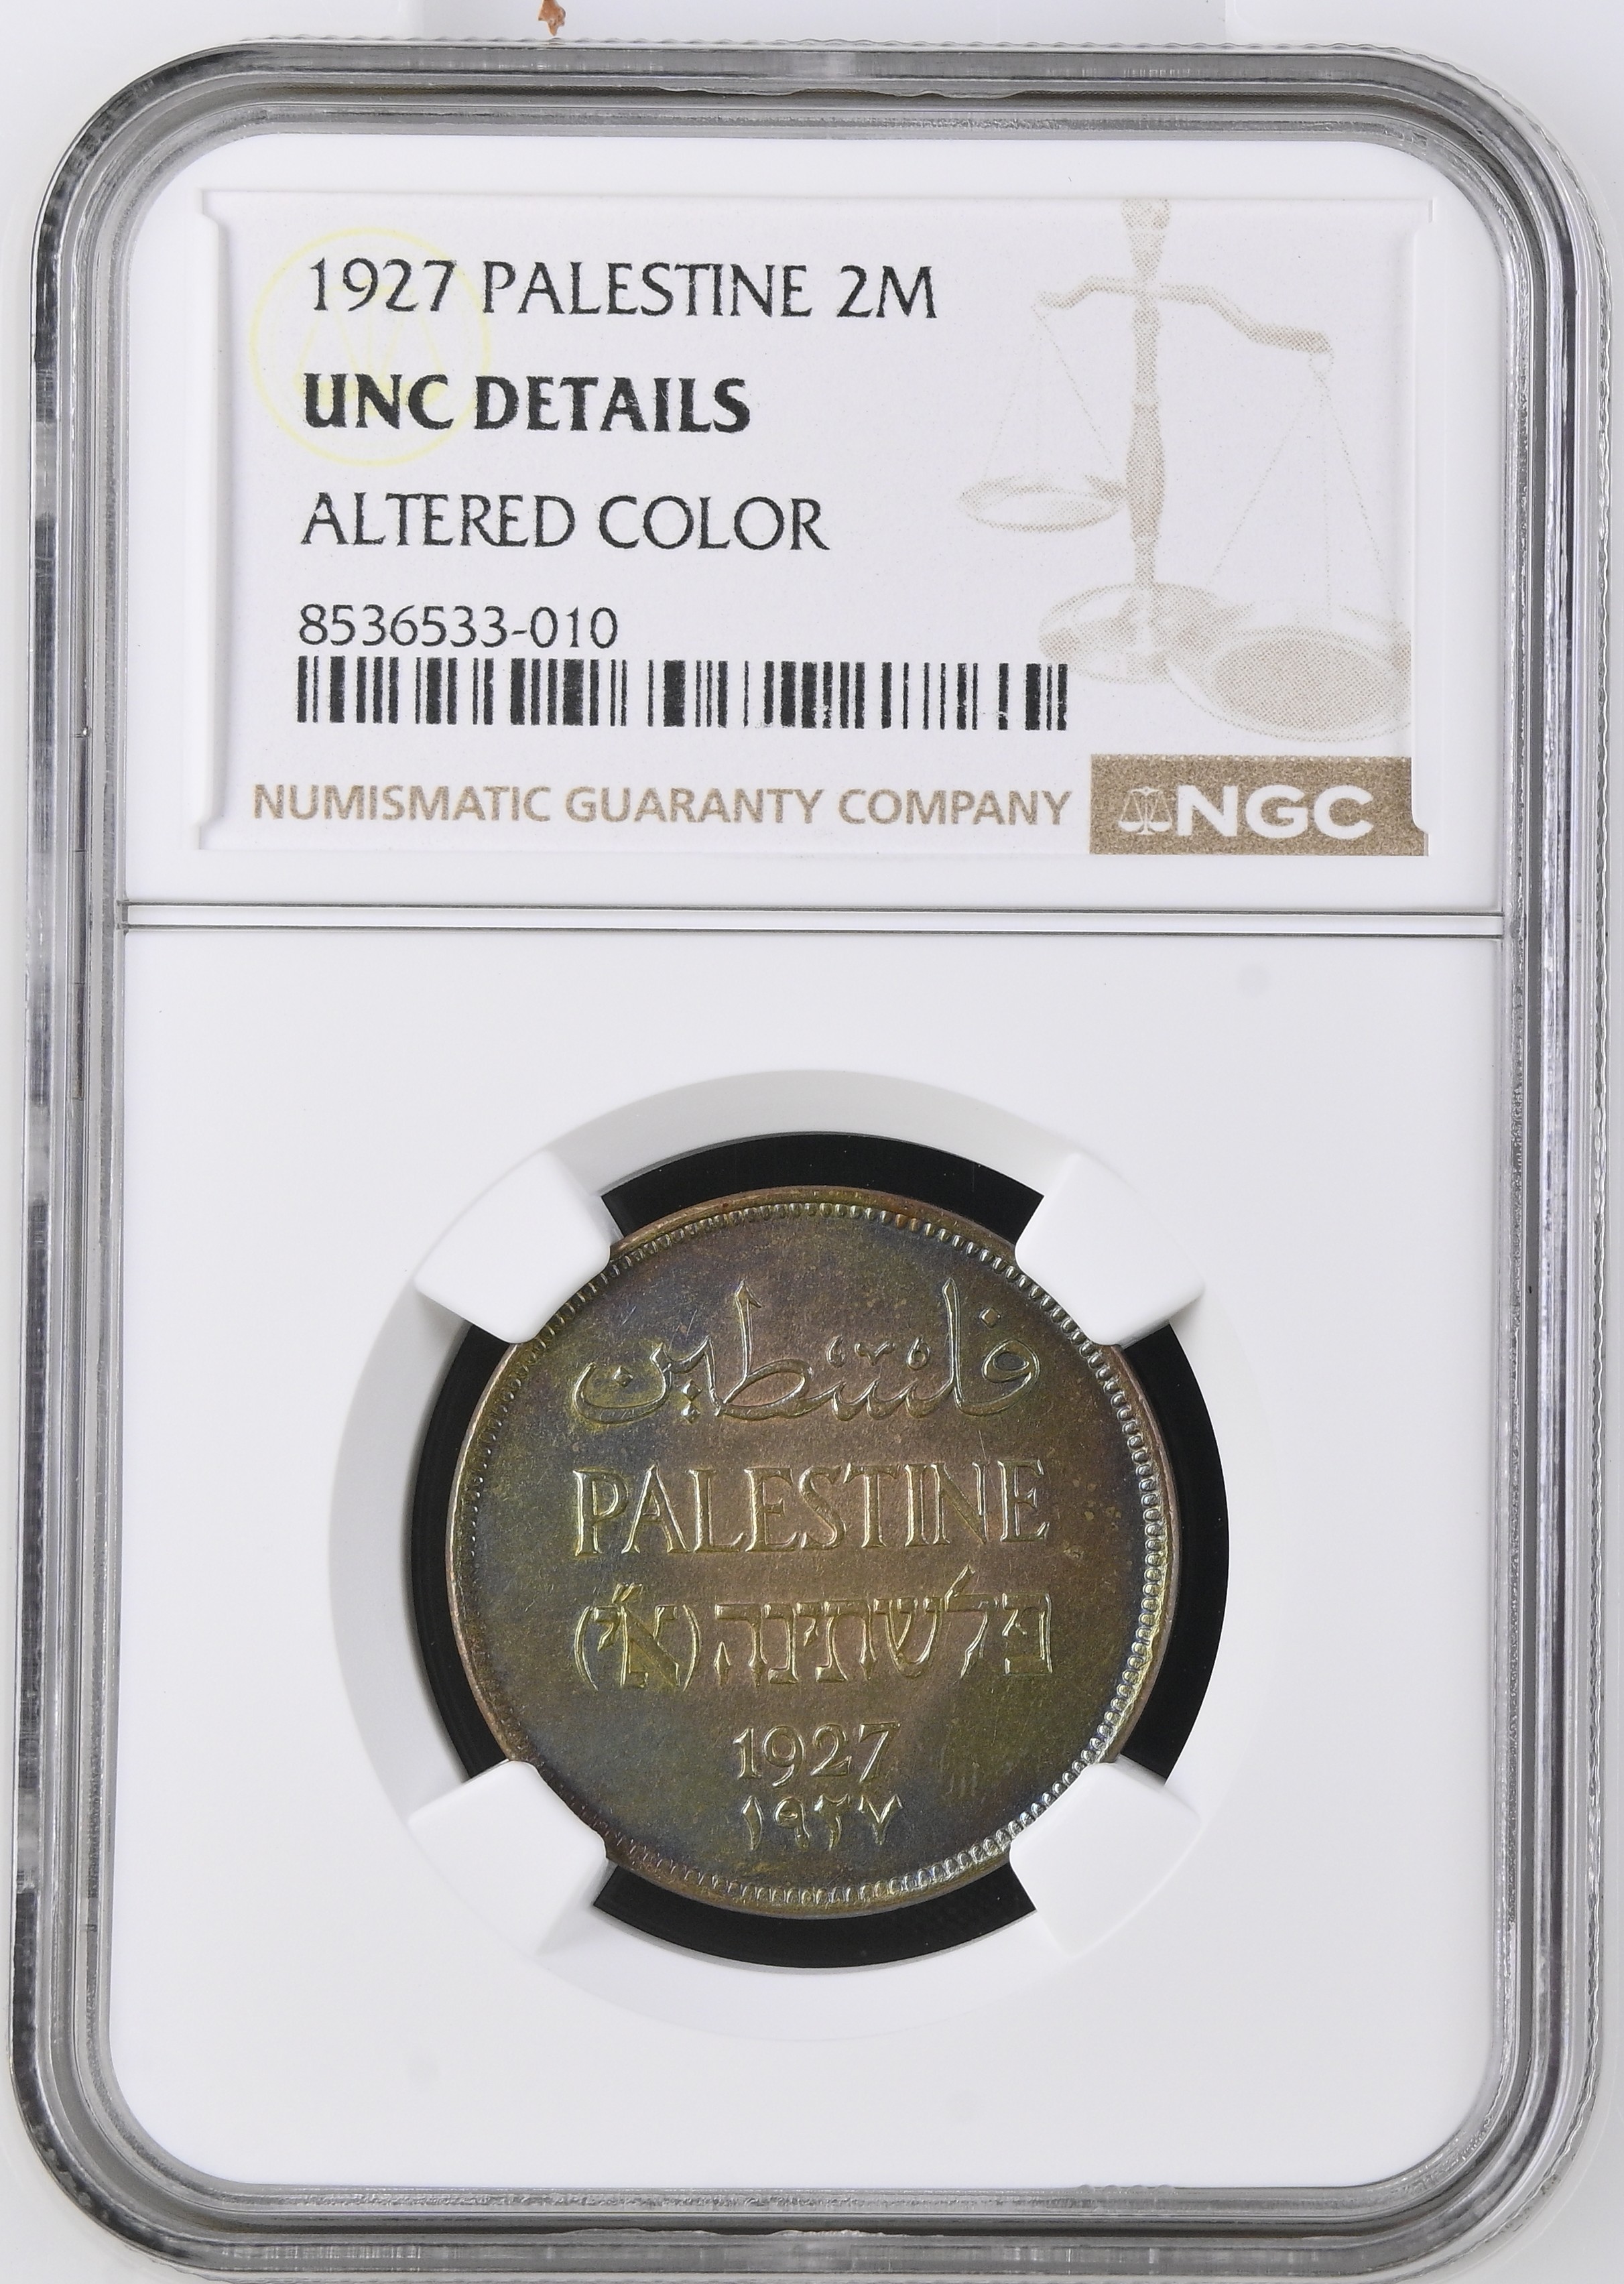 1927 PALESTINE 2M
UNC DETAILS
ALTERED COLOR
8536533-010
NUMISMATIC GUARANTY COMPANY NGC
فلسطين
PALESTINE
פלשתינה (א״י)
1927
١٩٢٧